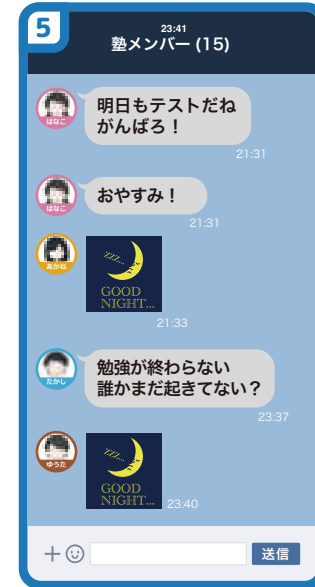 5
23:41
塾メンバー (15)
明日もテストだね
がんばろ！
はなこ
21:31
おやすみ！
はなこ
21:31
zzz...
GOOD
NIGHT...
あかね
21:33
勉強が終わらない
誰かまだ起きてない？
たかし
23:37
zzz...
GOOD
NIGHT...
ゆうた
23:40
送信